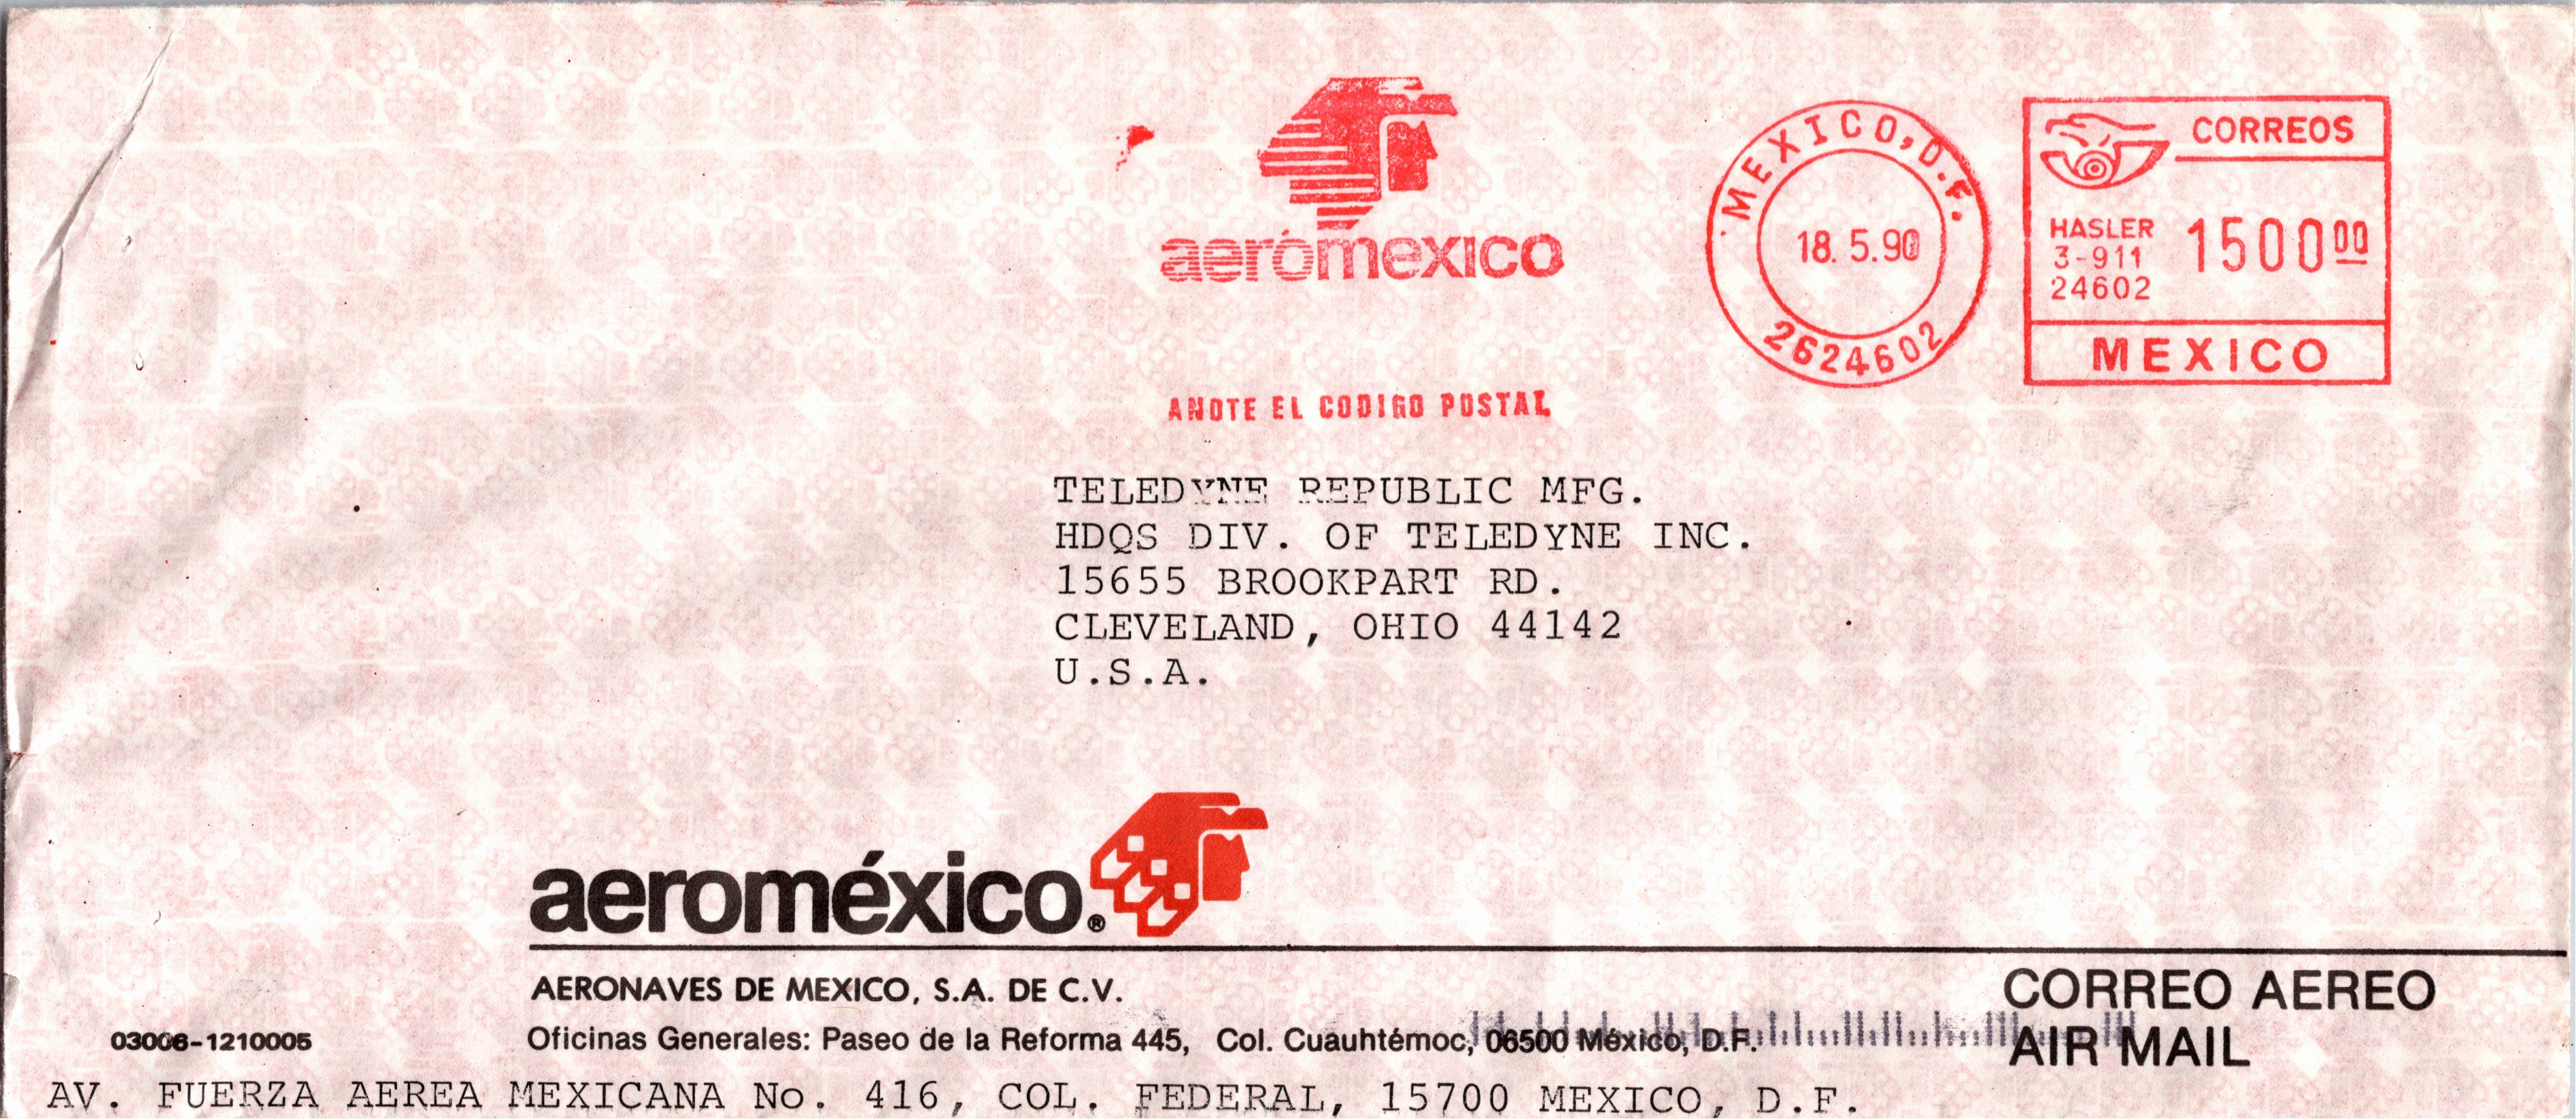 aeromexico
MEXICO, D.F.
18. 5.90
2624602
CORREOS
HASLER
3-911
24602
1500 00
MEXICO
ANOTE EL CODIGO POSTAL
TELEDYNE REPUBLIC MFG.
HDQS DIV. OF TELEDYNE INC.
15655 BROOKPART RD.
CLEVELAND, OHIO 44142
U.S.A.
aeroméxico®
AERONAVES DE MEXICO, S.A. DE C.V.
Oficinas Generales: Paseo de la Reforma 445, Col. Cuauhtémoc, 06500 México, D.F.
CORREO AEREO
AIR MAIL
03006-1210005
AV. FUERZA AEREA MEXICANA No. 416, COL. FEDERAL, 15700 MEXICO, D.F.